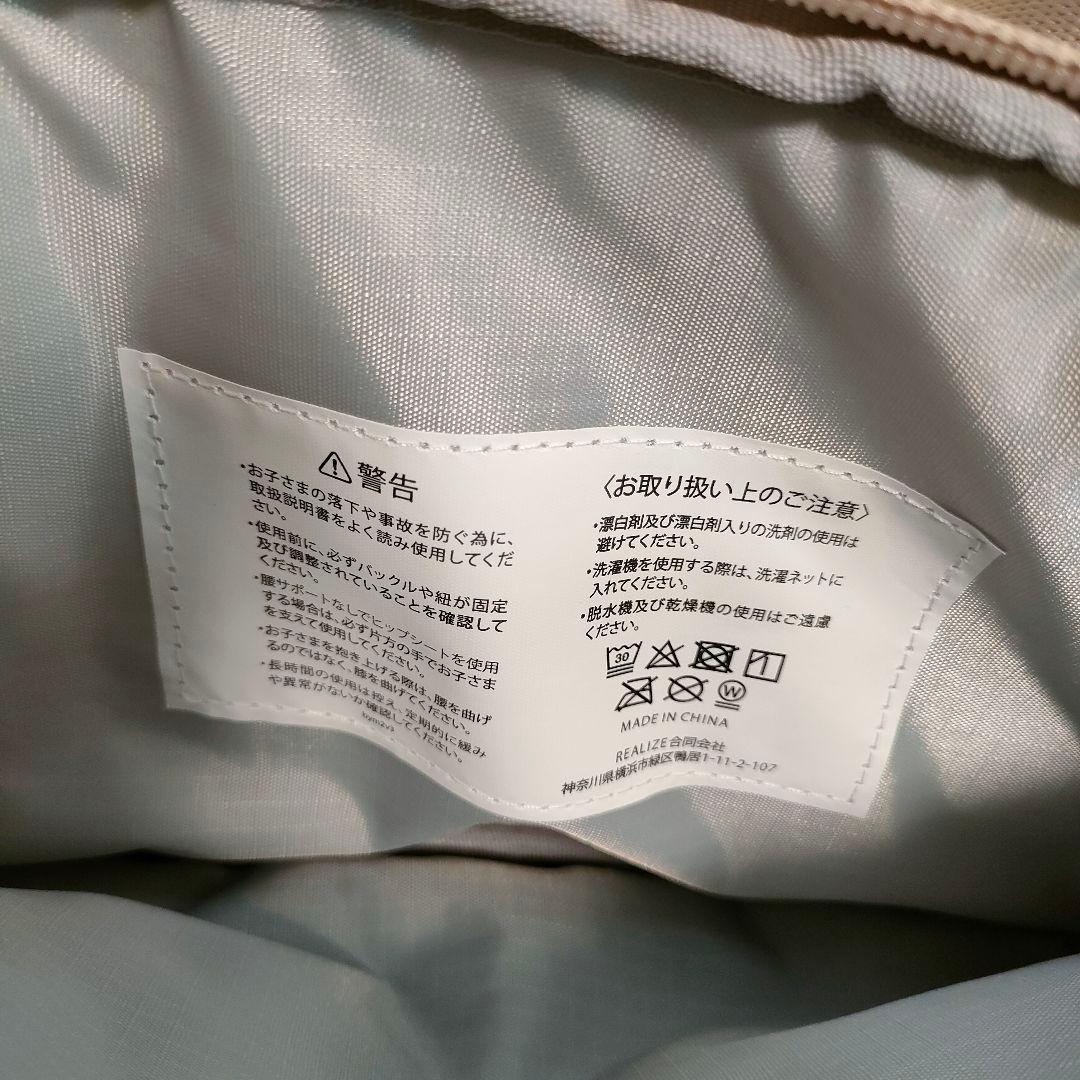 警告
・お子さまの落下や事故を防ぐ為に、
取扱説明書をよく読み使用してくだ
さい。
・使用前に、必ずバックルや紐が固定
及び調整されていることを確認して
ください。
・腰サポートなしでヒップシートを使用
する場合は、必ず片方の手でお子さま
を支えて使用してください。
・お子さまを抱き上げる際は、腰を曲げ
るのではなく、膝を曲げてください。
・長時間の使用は控え、定期的に緩み
や異常がないか確認してください。
〈お取り扱い上のご注意〉
・漂白剤及び漂白剤入りの洗剤の使用は
避けてください。
・洗濯機を使用する際は、洗濯ネットに
入れてください。
・脱水機及び乾燥機の使用はご遠慮
ください。
30
W
MADE IN CHINA
REALIZE合同会社
神奈川県横浜市緑区鴨居1-11-2-107